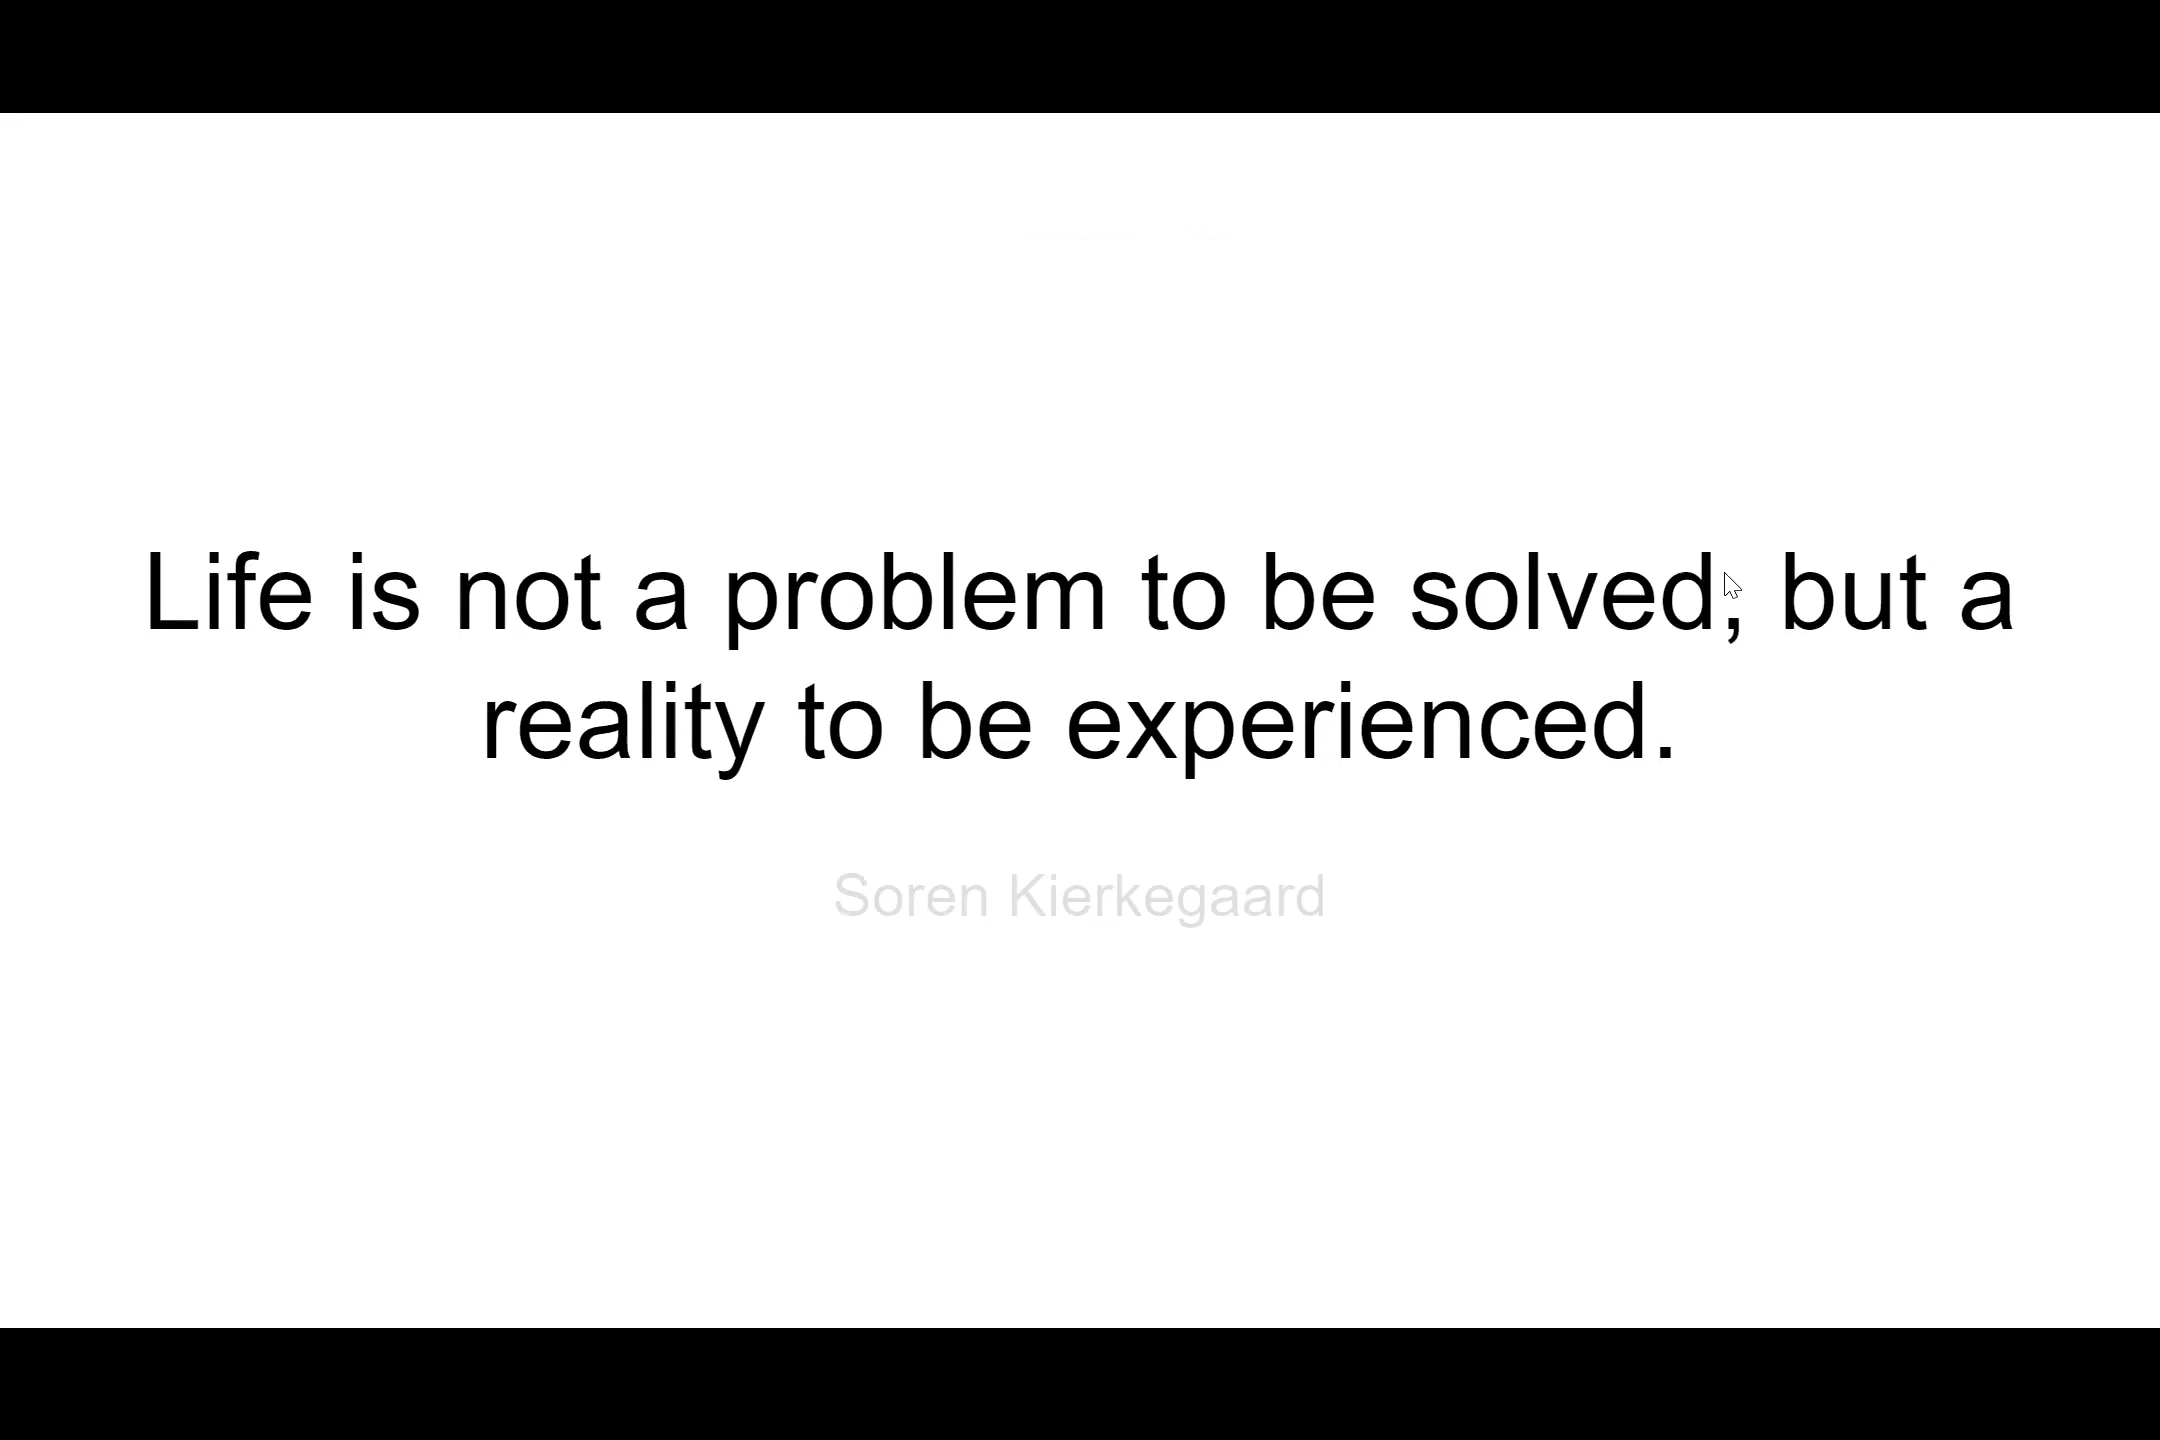 Life is not a problem to be solved, but a
reality to be experienced.
Soren Kierkegaard